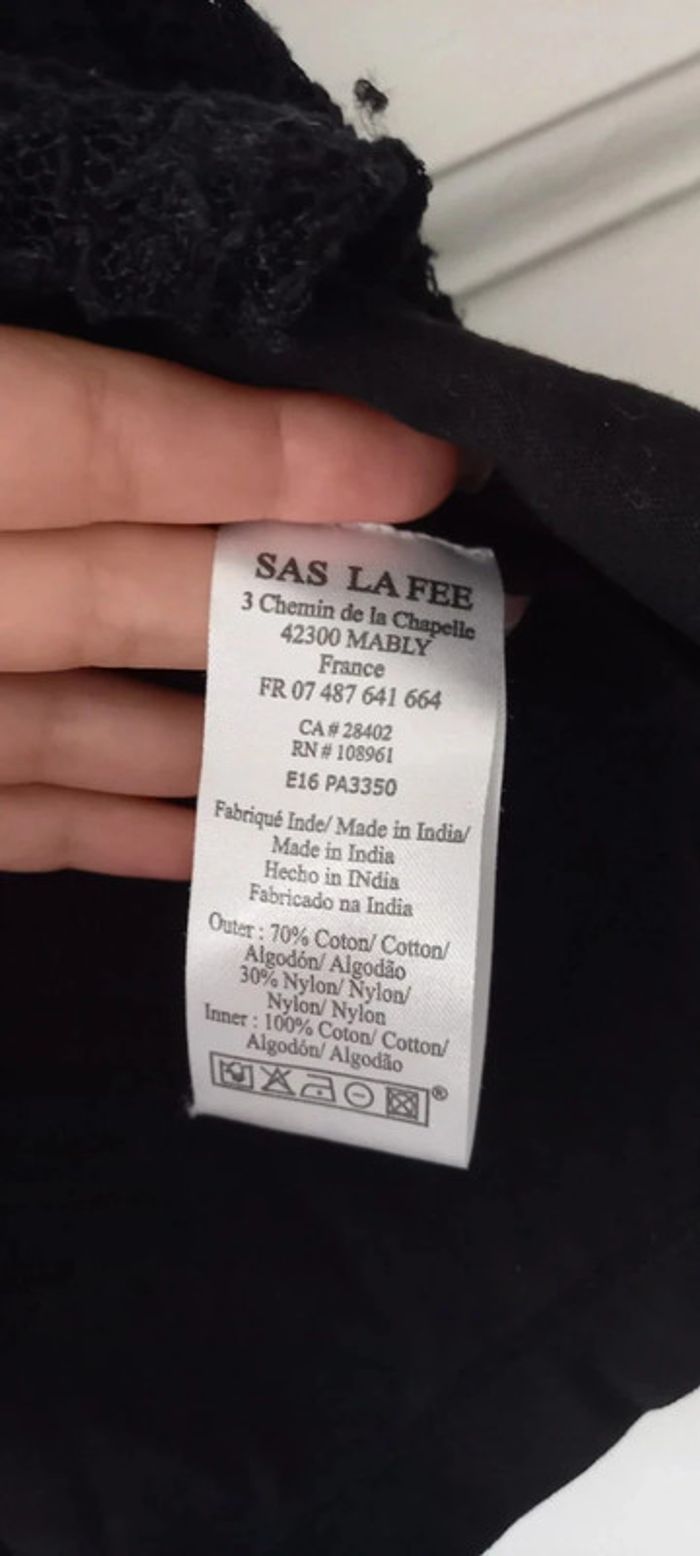 SAS LA FEE
3 Chemin de la Chapelle
42300 MABLY
France
FR 07 487 641 664
CA # 28402
RN # 108961
E16 PA3350
Fabriqué Inde/ Made in India/
Made in India
Hecho in INdia
Fabricado na India
Outer : 70% Coton/ Cotton/
Algodón/ Algodão
30% Nylon/ Nylon/
Nylon/ Nylon
Inner : 100% Coton/ Cotton/
Algodón/ Algodão
®